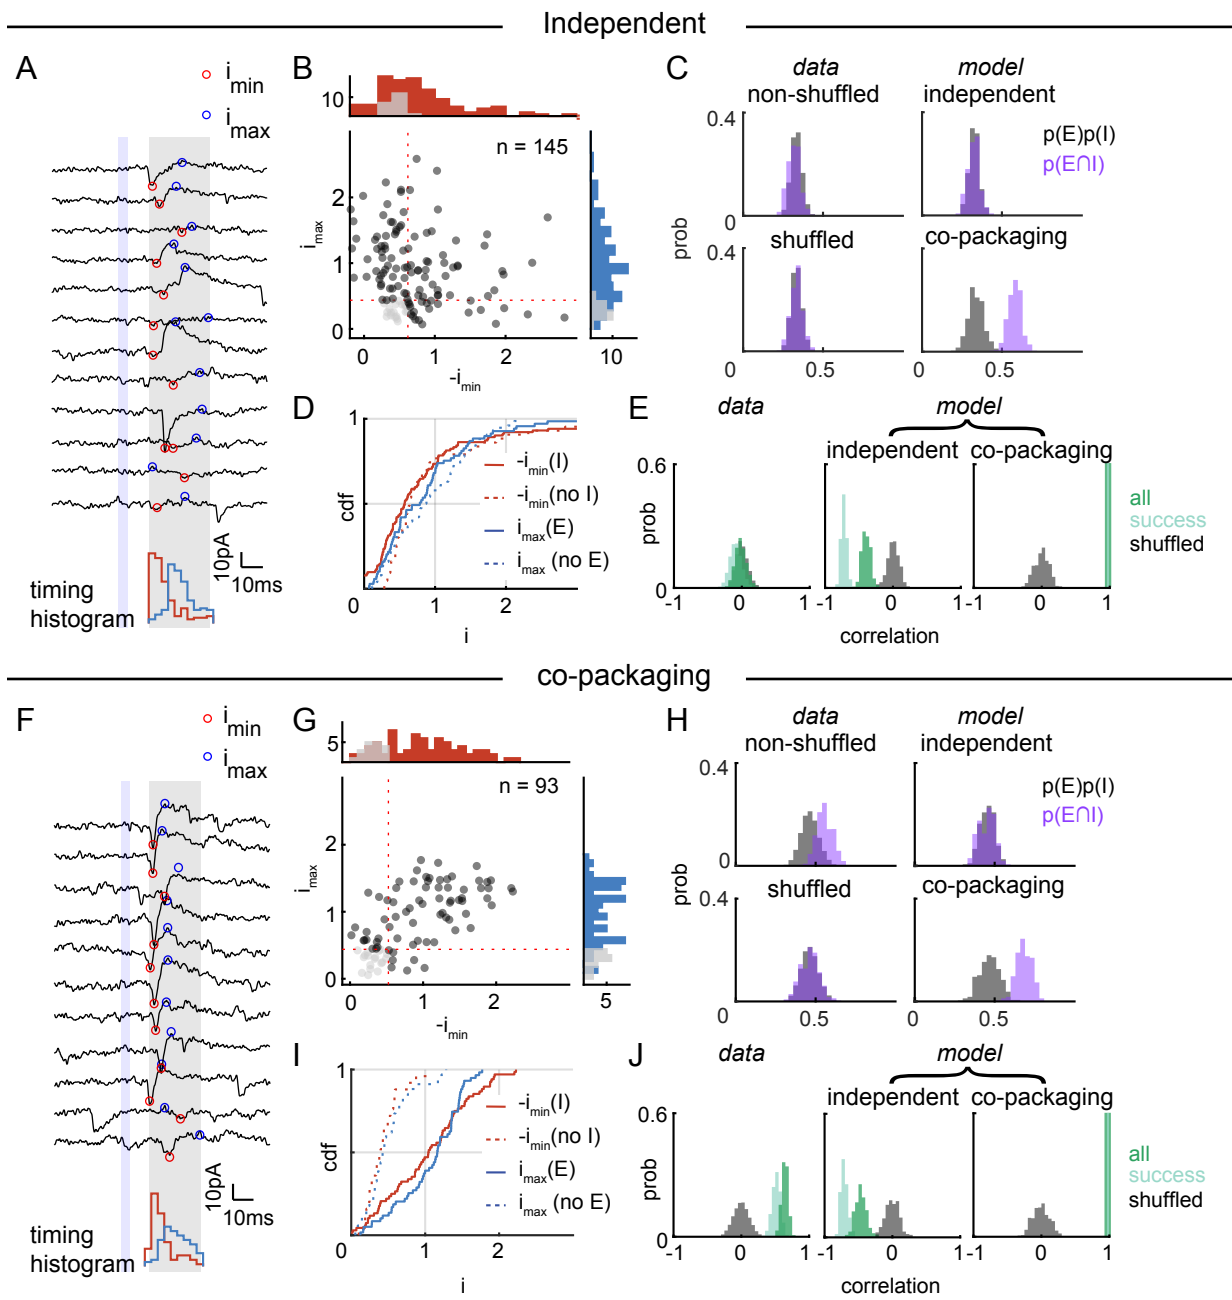 Independent
A
i_min
i_max
10pA
10ms
timing
histogram
B
10
n = 145
i_max
2
1
0
0
1
2
-i_min
10
C
data
non-shuffled
model
independent
0.4
0
0.5
p(E)p(I)
p(E∩I)
prob
shuffled
co-packaging
0.4
0
0.5
0
0.5
D
1
cdf
0
1
2
i
-i_min(I)
-i_min(no I)
i_max(E)
i_max (no E)
E
data
model
independent
co-packaging
0.6
prob
0
-1
0
1
-1
0
1
-1
0
1
correlation
all
success
shuffled
co-packaging
F
i_min
i_max
10pA
10ms
timing
histogram
G
5
n = 93
i_max
2
1
0
0
1
2
-i_min
5
H
data
non-shuffled
model
independent
0.4
0
p(E)p(I)
p(E∩I)
prob
shuffled
co-packaging
0.4
0
0.5
0
0.5
I
1
cdf
0
0
1
2
i
-i_min(I)
-i_min(no I)
i_max(E)
i_max (no E)
J
data
model
independent
co-packaging
0.6
prob
0
-1
0
1
-1
0
1
-1
0
1
correlation
all
success
shuffled